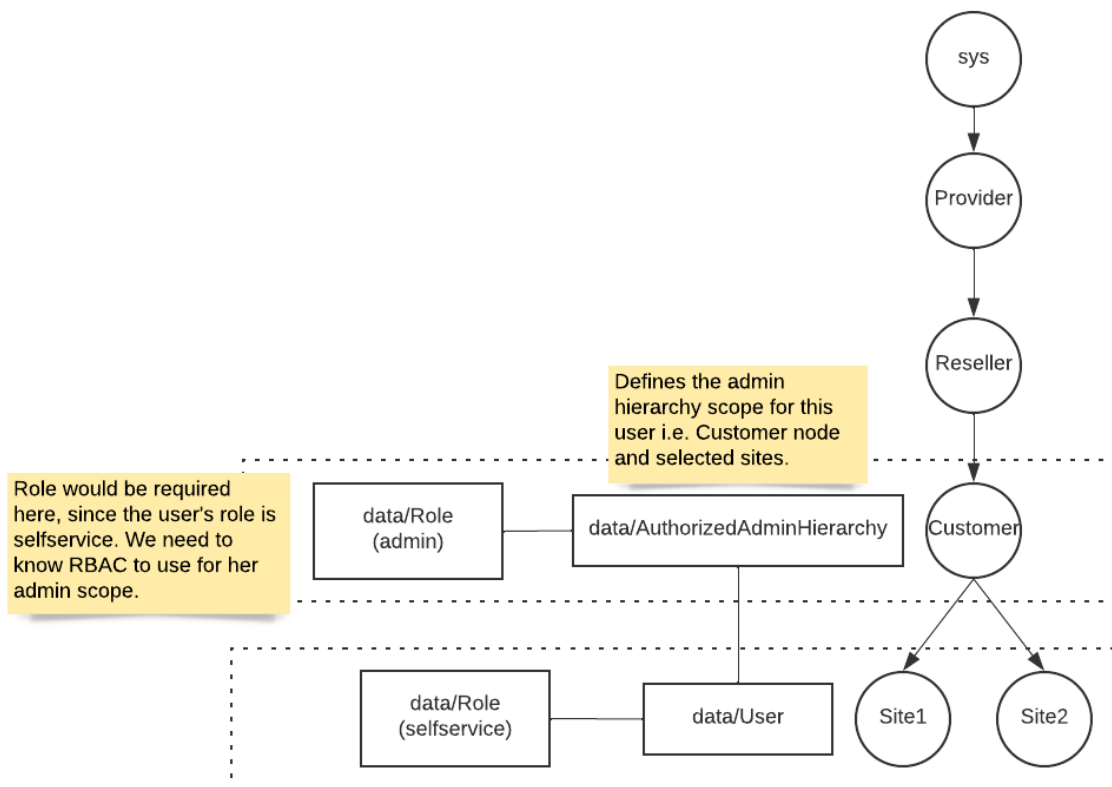 sys
Provider
Reseller
Defines the admin
hierarchy scope for this
user i.e. Customer node
and selected sites.
Role would be required
here, since the user's role is
selfservice. We need to
know RBAC to use for her
admin scope.
data/Role
(admin)
data/AuthorizedAdminHierarchy
Customer
data/Role
(selfservice)
data/User
Site1
Site2